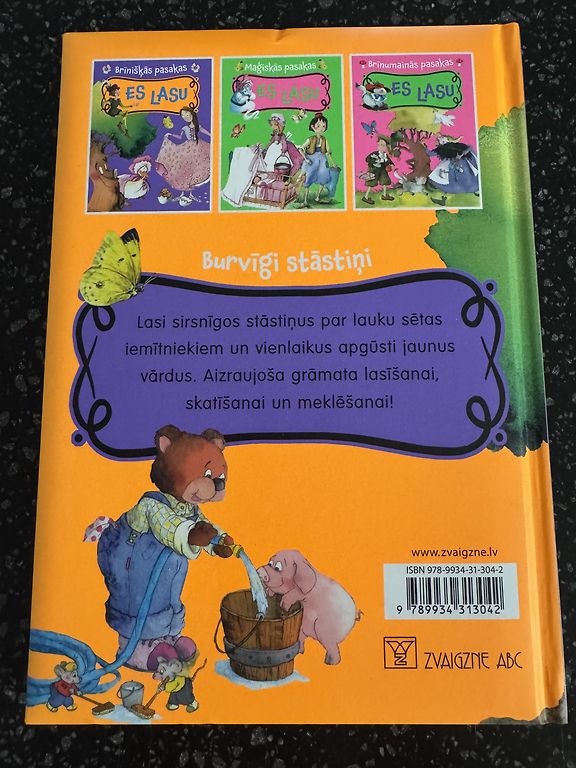 Brīnišķās pasakas
ES LASU
Maģiskās pasakas
ES LASU
Brīnumainās pasakas
ES LASU
Burvīgi stāstiņi
Lasi sirsnīgos stāstiņus par lauku sētas
iemītniekiem un vienlaikus apgūsti jaunus
vārdus. Aizraujoša grāmata lasīšanai,
skatīšanai un meklēšanai!
www.zvaigzne.lv
ISBN 978-9934-31-304-2
9 789934 313042
ZVAIGZNE ABC